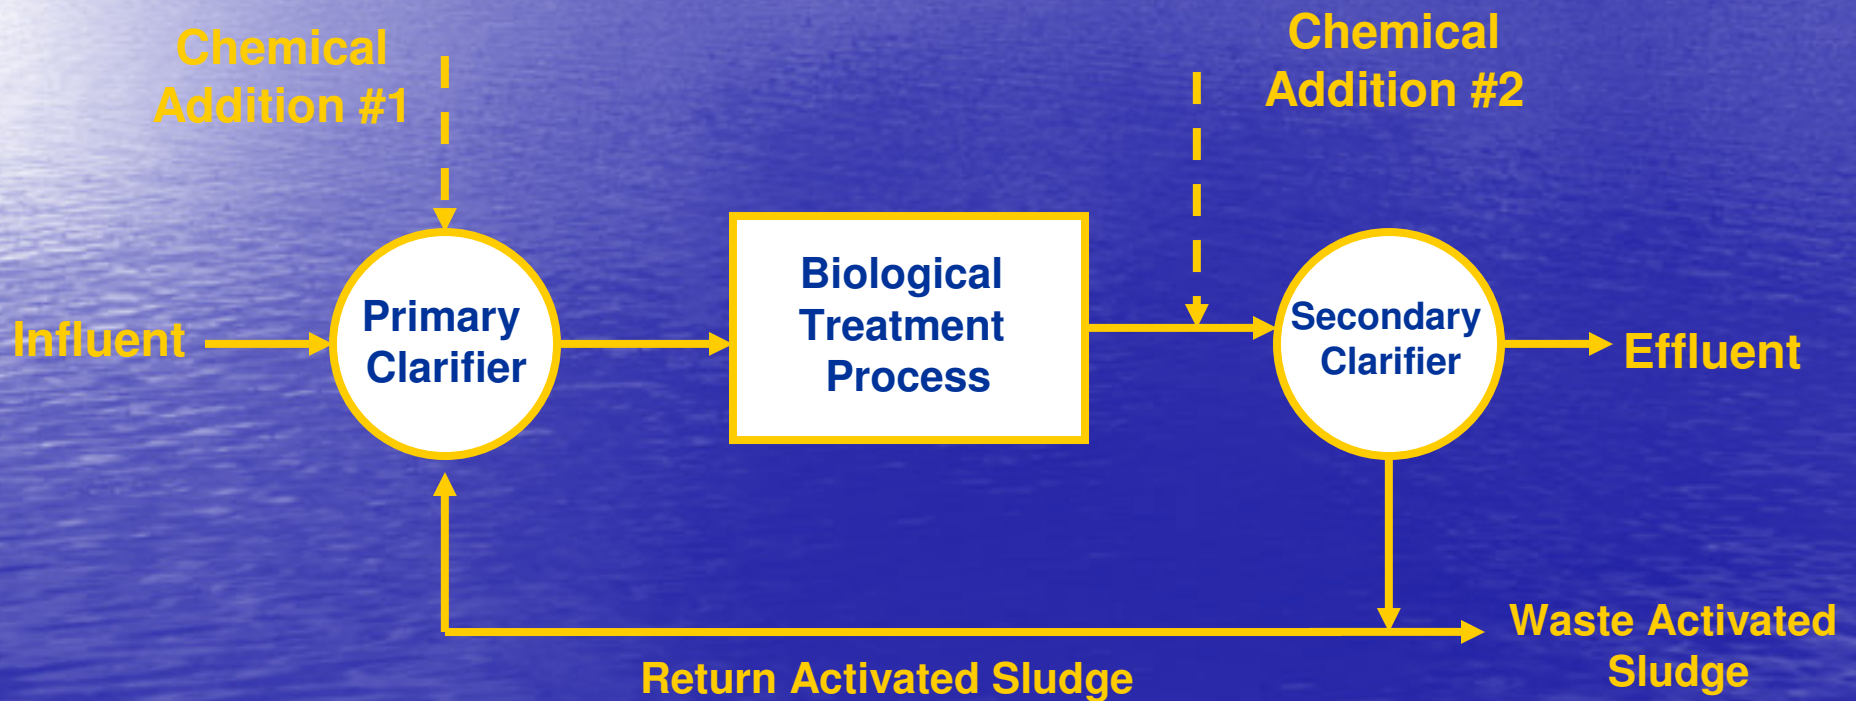 Chemical
Addition #1
Chemical
Addition #2
Influent
Primary
Clarifier
Biological
Treatment
Process
Secondary
Clarifier
Effluent
Return Activated Sludge
Waste Activated
Sludge